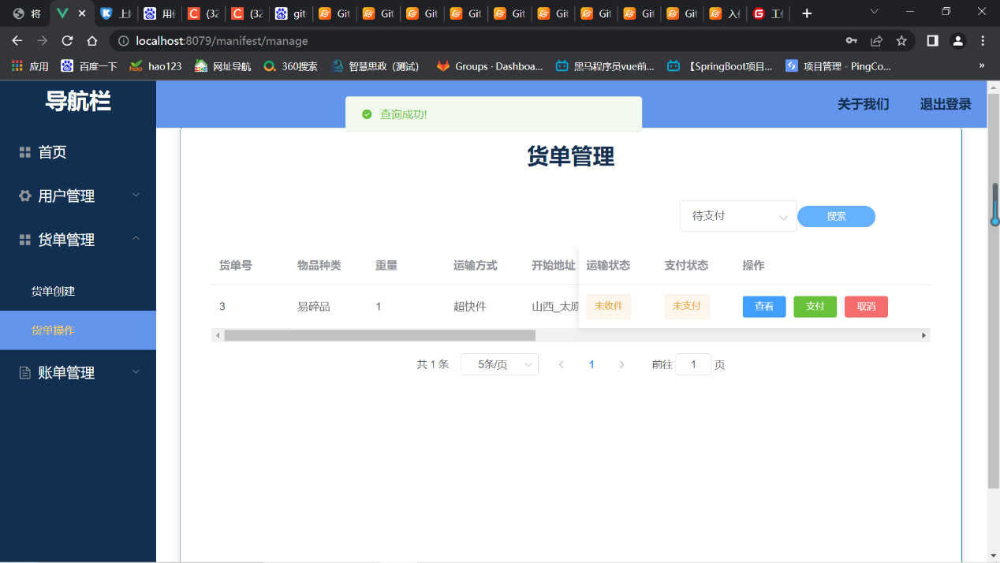 将
上
用
(32
(32
git
Git
Git
Git
Git
Git
Git
Git
Git
Git
入
工
localhost:8079/manifest/manage
应用
百度一下
hao123
网址导航
360搜索
智慧思政（测试）
Groups · Dashboa...
黑马程序员vue前...
【SpringBoot项目...
项目管理 - PingCo...
»
导航栏
关于我们
退出登录
查询成功!
首页
用户管理
货单管理
货单创建
货单操作
账单管理
货单管理
待支付
搜索
货单号 物品种类 重量 运输方式 开始地址 运输状态 支付状态 操作
3 易碎品 1 超快件 山西_太原 未收件 未支付 查看 支付 取消
共 1 条 5条/页 1 前往 1 页